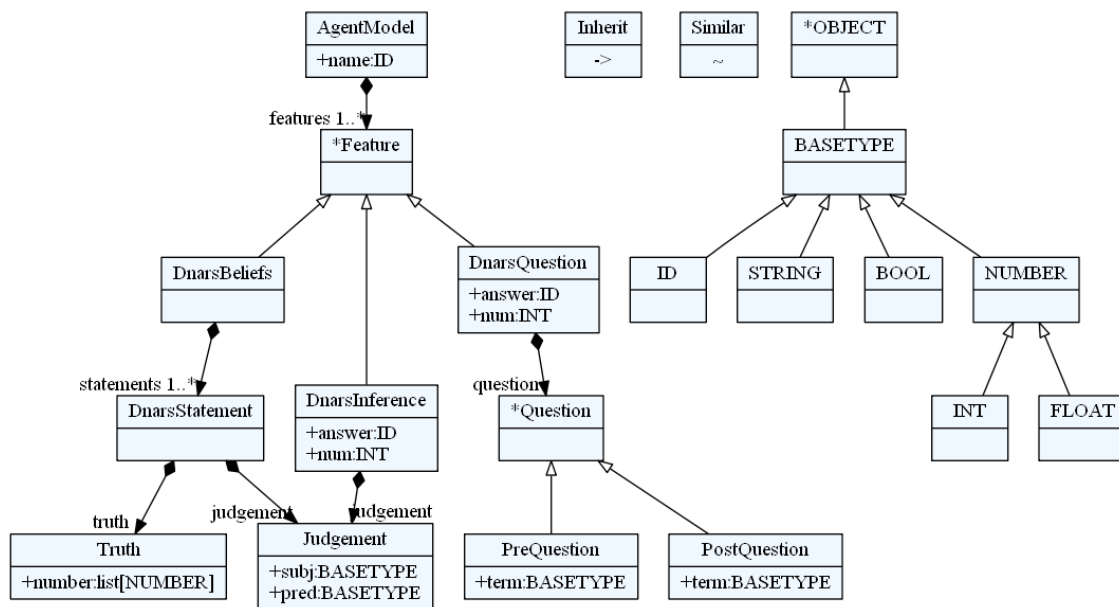 AgentModel
+name:ID
Inherit
->
Similar
~
*OBJECT
features 1..*
*Feature
BASETYPE
DnarsBeliefs
DnarsQuestion
+answer:ID
+num:INT
ID
STRING
BOOL
NUMBER
statements 1..*
DnarsStatement
DnarsInference
+answer:ID
+num:INT
question
*Question
INT
FLOAT
truth
judgement
judgement
Truth
+number:list[NUMBER]
Judgement
+subj:BASETYPE
+pred:BASETYPE
PreQuestion
+term:BASETYPE
PostQuestion
+term:BASETYPE